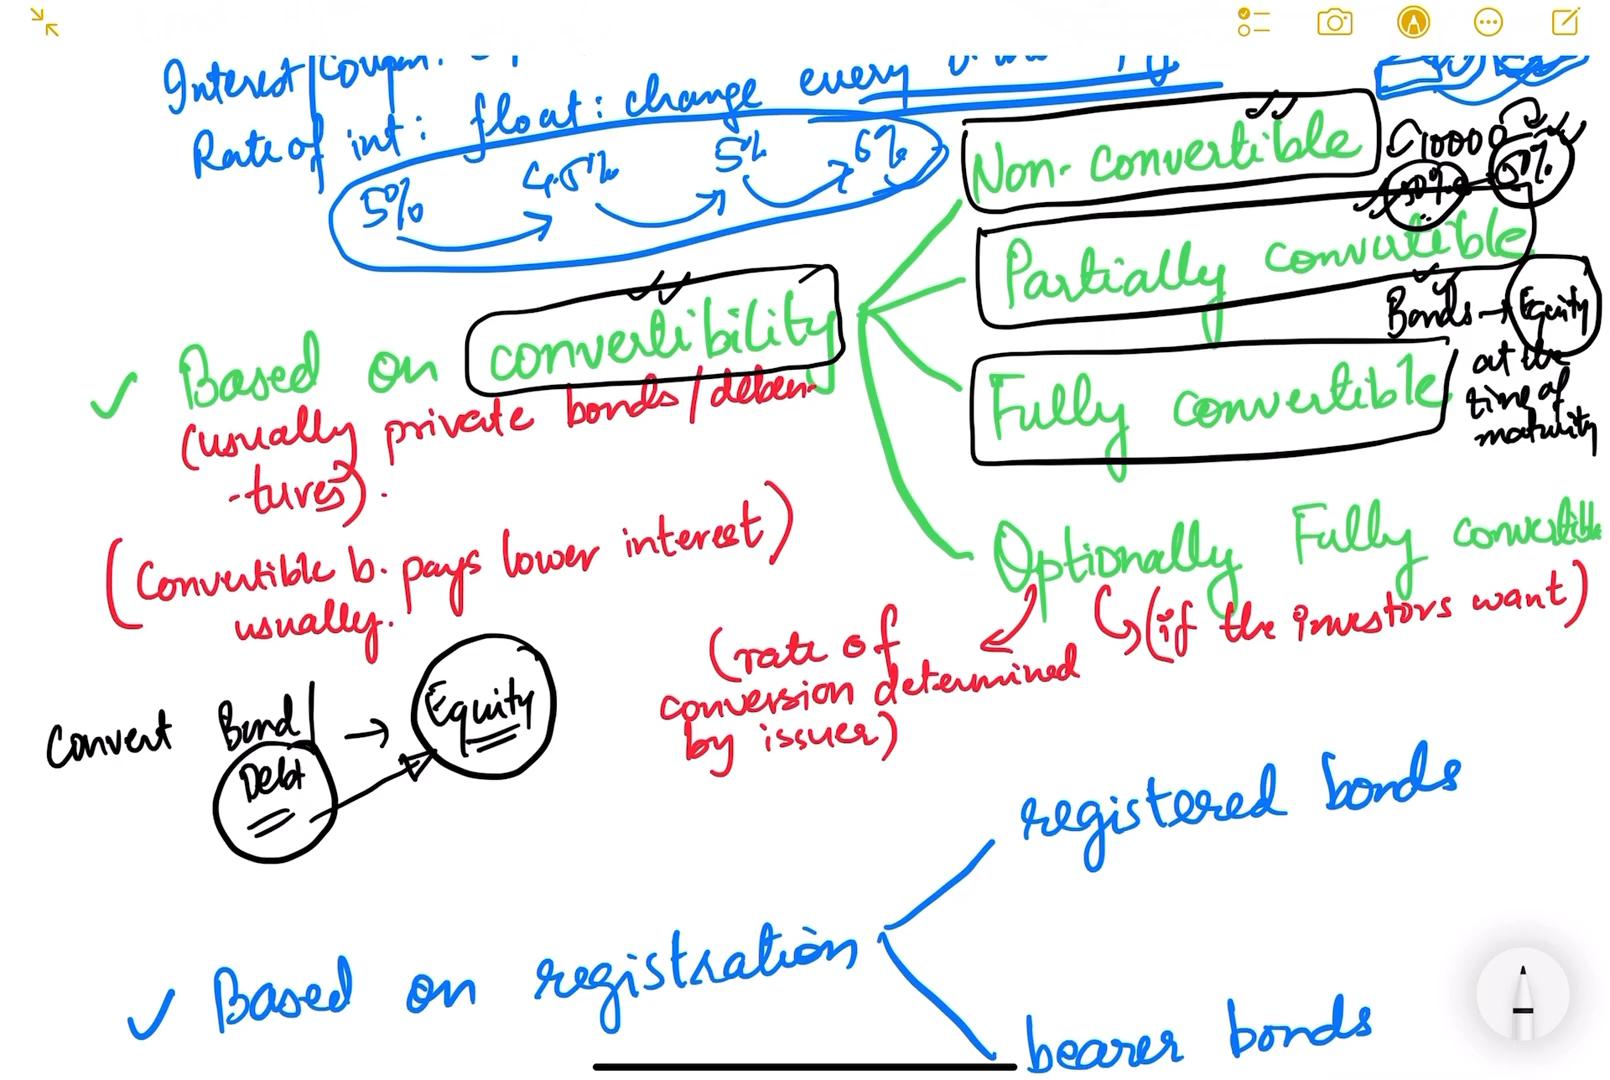 Interest/coupon:
Rate of int: float: change every
5% 4.5% 5% 6%
Non-convertible
10000
50%
Partially convertible
Bonds → Equity
at the
time of
maturity
✓ Based on convertibility
(usually private bonds/deben-
-tures).
Fully convertible
(Convertible b. pays lower interest)
usually.
Optionally Fully convertible
(if the investors want)
(rate of
conversion determined
by issuer)
Convert Bond → Equity
Debt
registered bonds
✓ Based on registration
bearer bonds